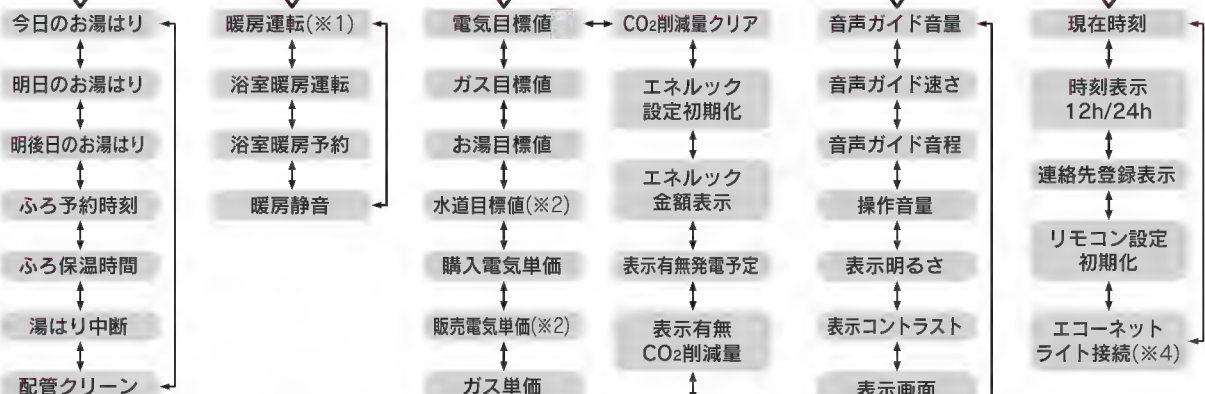 今日のお湯はり
明日のお湯はり
明後日のお湯はり
ふろ予約時刻
ふろ保温時間
湯はり中断
配管クリーン
暖房運転(※1)
浴室暖房運転
浴室暖房予約
暖房静音
電気目標値
ガス目標値
お湯目標値
水道目標値(※2)
購入電気単価
販売電気単価(※2)
ガス単価
CO2削減量クリア
エネルック
設定初期化
エネルック
金額表示
表示有無発電予定
表示有無
CO2削減量
音声ガイド音量
音声ガイド速さ
音声ガイド音程
操作音量
表示明るさ
表示コントラスト
表示画面
現在時刻
時刻表示
12h/24h
連絡先登録表示
リモコン設定
初期化
エコーネット
ライト接続(※4)